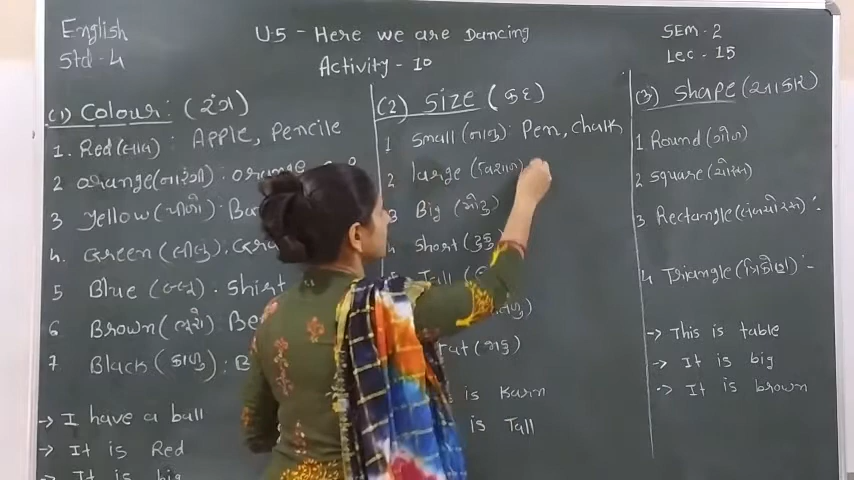 English
Std - 4
U.5 - Here we are Dancing
Activity - 10
SEM - 2
Lec - 15
(1) Colour : (રંગ)
1. Red (લાલ) : Apple, Pencile
2 orange (નારંગી) : orange
3 yellow (પીળો) :
4. Green (લીલું).
5 Blue (બ્લ્યુ) . Shirt
6 Brown (
7 Black (કાળું) :
→ I have a ball
→ It is Red
→ It is big
(2) Size (કદ)
1 Small (નાનું) : Pen, chalk
2 large (વિશાળ)
3 Big (મોટું)
4 Short (ટૂંકું)
Tall (
(જાડું)
is Karn
is Tall
(3) Shape (આકાર)
1 Round (ગોળ)
2 square (ચોરસ)
3 Rectangle (લંબચોરસ) :-
4 Triangle (ત્રિકોણ) :-
→ This is table
→ It is big
→ It is brown